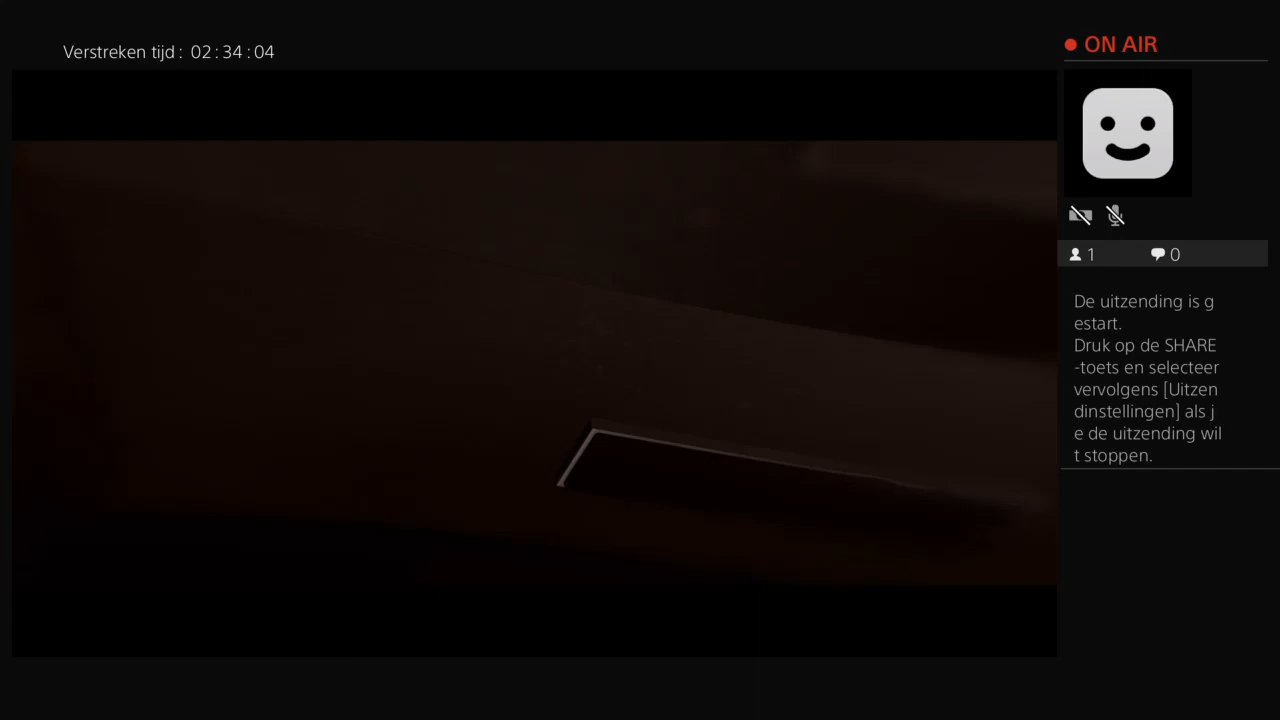 Verstreken tijd : 02 : 34 : 04
ON AIR
1
0
De uitzending is g
estart.
Druk op de SHARE
-toets en selecteer
vervolgens [Uitzen
dinstellingen] als j
e de uitzending wil
t stoppen.